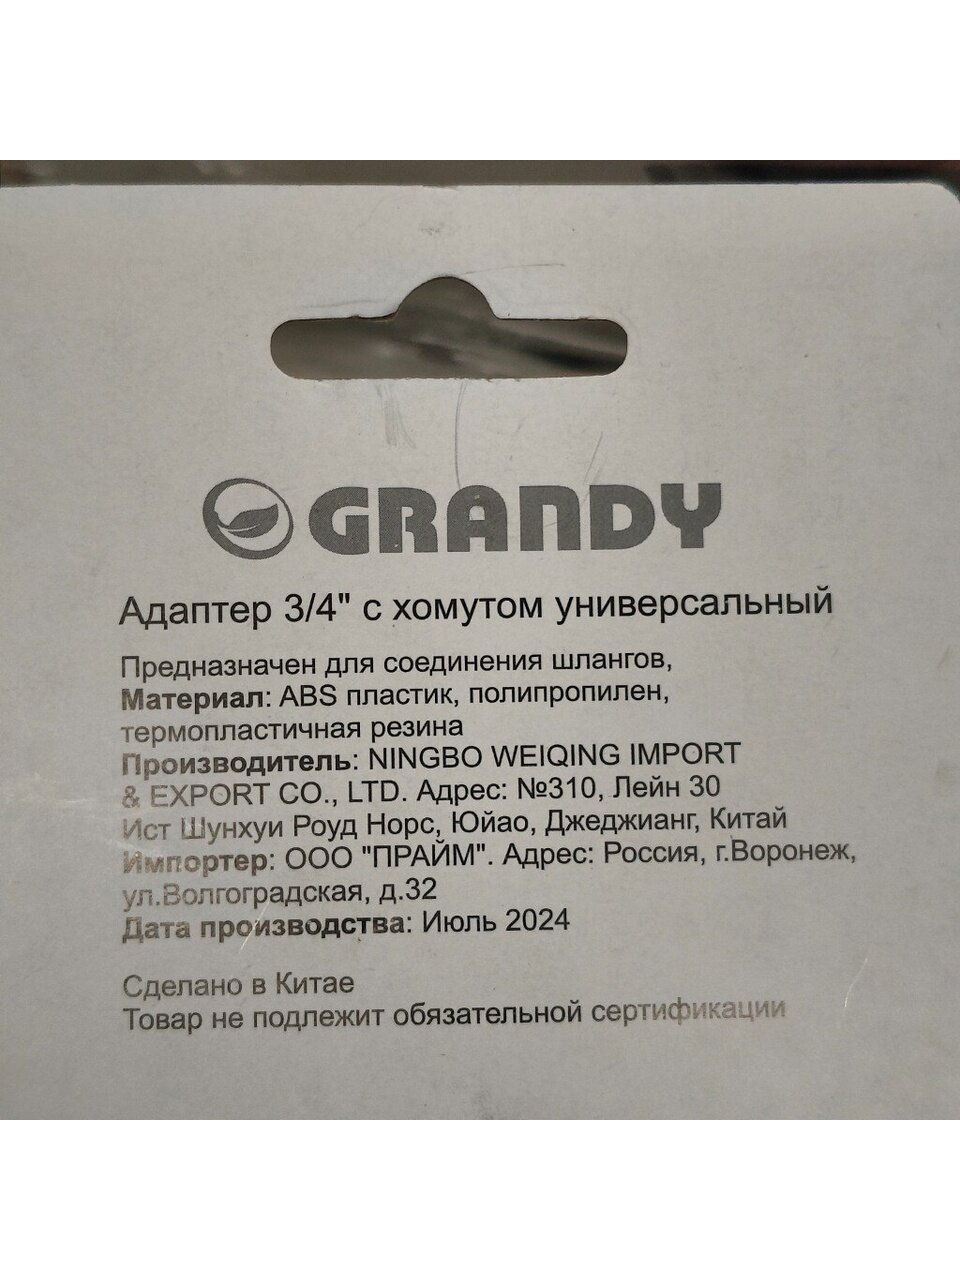 GRANDY
Адаптер 3/4" с хомутом универсальный
Предназначен для соединения шлангов,
Материал: ABS пластик, полипропилен,
термопластичная резина
Производитель: NINGBO WEIQING IMPORT
& EXPORT CO., LTD. Адрес: №310, Лейн 30
Ист Шунхуи Роуд Норс, Юйао, Джеджианг, Китай
Импортер: ООО "ПРАЙМ". Адрес: Россия, г.Воронеж,
ул.Волгоградская, д.32
Дата производства: Июль 2024
Сделано в Китае
Товар не подлежит обязательной сертификации